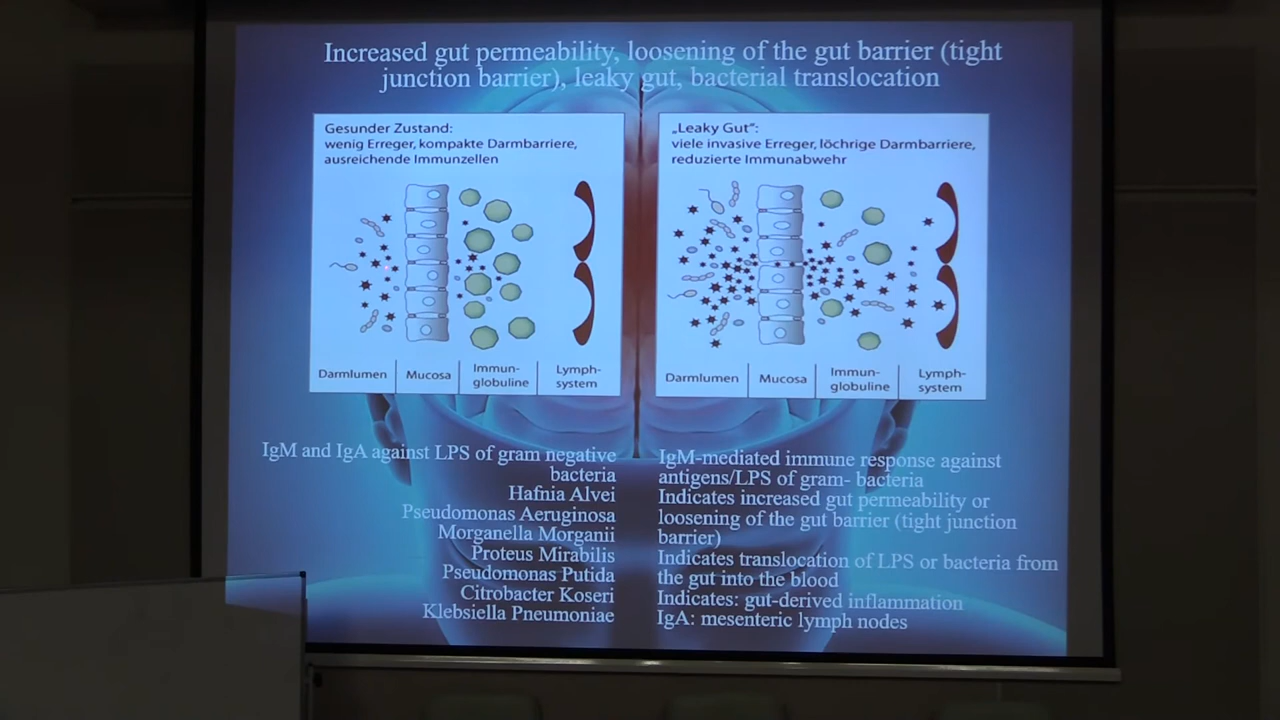 Increased gut permeability, loosening of the gut barrier (tight
junction barrier), leaky gut, bacterial translocation
Gesunder Zustand:
wenig Erreger, kompakte Darmbarriere,
ausreichende Immunzellen
Darmlumen
Mucosa
Immun-
globuline
Lymph-
system
„Leaky Gut":
viele invasive Erreger, löchrige Darmbarriere,
reduzierte Immunabwehr
Darmlumen
Mucosa
Immun-
globuline
Lymph-
system
IgM and IgA against LPS of gram negative
bacteria
Hafnia Alvei
Pseudomonas Aeruginosa
Morganella Morganii
Proteus Mirabilis
Pseudomonas Putida
Citrobacter Koseri
Klebsiella Pneumoniae
IgM-mediated immune response against
antigens/LPS of gram- bacteria
Indicates increased gut permeability or
loosening of the gut barrier (tight junction
barrier)
Indicates translocation of LPS or bacteria from
the gut into the blood
Indicates: gut-derived inflammation
IgA: mesenteric lymph nodes